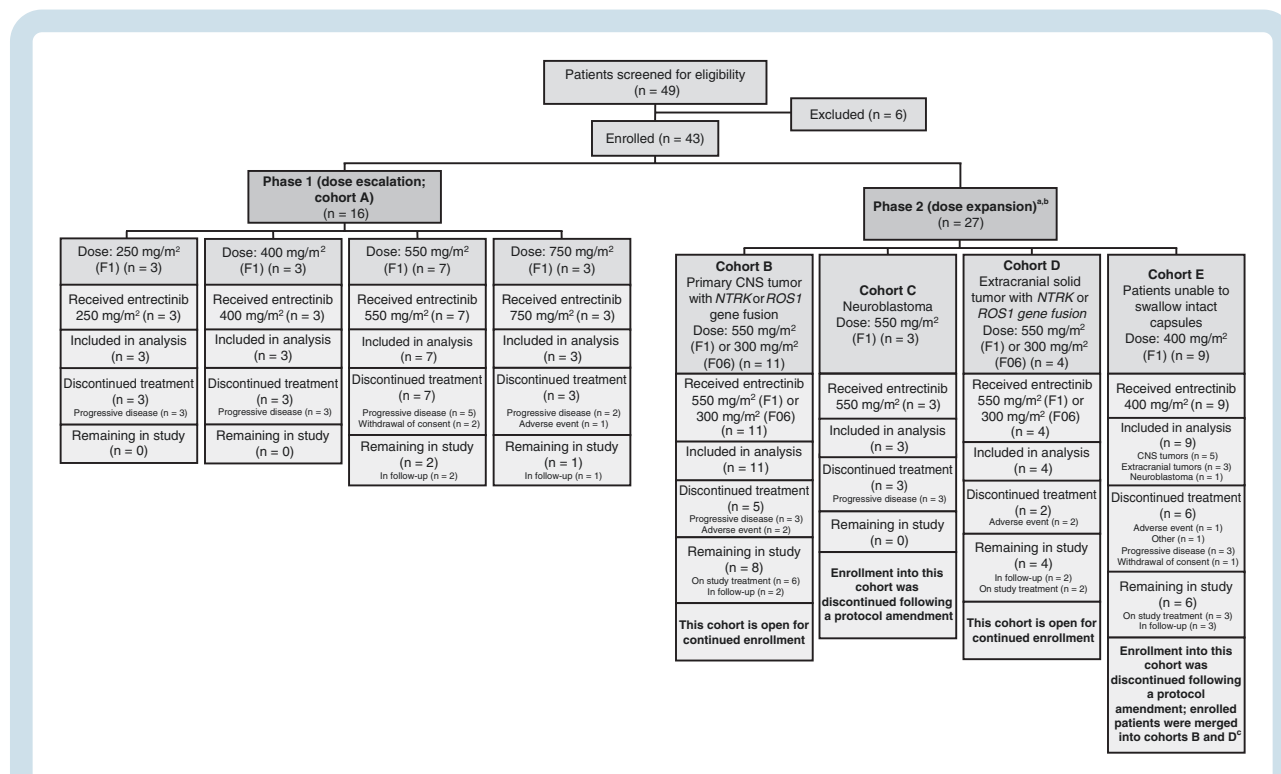 Patients screened for eligibility
(n = 49)
Excluded (n = 6)
Enrolled (n = 43)
Phase 1 (dose escalation;
cohort A)
(n = 16)
Dose: 250 mg/m²
(F1) (n = 3)
Received entrectinib
250 mg/m² (n = 3)
Included in analysis
(n = 3)
Discontinued treatment
(n = 3)
Progressive disease (n = 3)
Remaining in study
(n = 0)
Dose: 400 mg/m²
(F1) (n = 3)
Received entrectinib
400 mg/m² (n = 3)
Included in analysis
(n = 3)
Discontinued treatment
(n = 3)
Progressive disease (n = 3)
Remaining in study
(n = 0)
Dose: 550 mg/m²
(F1) (n = 7)
Received entrectinib
550 mg/m² (n = 7)
Included in analysis
(n = 7)
Discontinued treatment
(n = 7)
Progressive disease (n = 5)
Withdrawal of consent (n = 2)
Remaining in study
(n = 2)
In follow-up (n = 2)
Dose: 750 mg/m²
(F1) (n = 3)
Received entrectinib
750 mg/m² (n = 3)
Included in analysis
(n = 3)
Discontinued treatment
(n = 3)
Progressive disease (n = 2)
Adverse event (n = 1)
Remaining in study
(n = 1)
In follow-up (n = 1)
Phase 2 (dose expansion)ᵃ,ᵇ
(n = 27)
Cohort B
Primary CNS tumor
with NTRK or ROS1
gene fusion
Dose: 550 mg/m²
(F1) or 300 mg/m²
(F06) (n = 11)
Received entrectinib
550 mg/m² (F1) or
300 mg/m² (F06)
(n = 11)
Included in analysis
(n = 11)
Discontinued treatment
(n = 5)
Progressive disease (n = 3)
Adverse event (n = 2)
Remaining in study
(n = 8)
On study treatment (n = 6)
In follow-up (n = 2)
This cohort is open for
continued enrollment
Cohort C
Neuroblastoma
Dose: 550 mg/m²
(F1) (n = 3)
Received entrectinib
550 mg/m² (n = 3)
Included in analysis
(n = 3)
Discontinued treatment
(n = 3)
Progressive disease (n = 3)
Remaining in study
(n = 0)
Enrollment into this
cohort was
discontinued following
a protocol amendment
Cohort D
Extracranial solid
tumor with NTRK or
ROS1 gene fusion
Dose: 550 mg/m²
(F1) or 300 mg/m²
(F06) (n = 4)
Received entrectinib
550 mg/m² (F1) or
300 mg/m² (F06)
(n = 4)
Included in analysis
(n = 4)
Discontinued treatment
(n = 2)
Adverse event (n = 2)
Remaining in study
(n = 4)
In follow-up (n = 2)
On study treatment (n = 2)
This cohort is open for
continued enrollment
Cohort E
Patients unable to
swallow intact
capsules
Dose: 400 mg/m²
(F1) (n = 9)
Received entrectinib
400 mg/m² (n = 9)
Included in analysis
(n = 9)
CNS tumors (n = 5)
Extracranial tumors (n = 3)
Neuroblastoma (n = 1)
Discontinued treatment
(n = 6)
Adverse event (n = 1)
Other (n = 1)
Progressive disease (n = 3)
Withdrawal of consent (n = 1)
Remaining in study
(n = 6)
On study treatment (n = 3)
In follow-up (n = 3)
Enrollment into this
cohort was
discontinued following
a protocol
amendment; enrolled
patients were merged
into cohorts B and Dᶜ